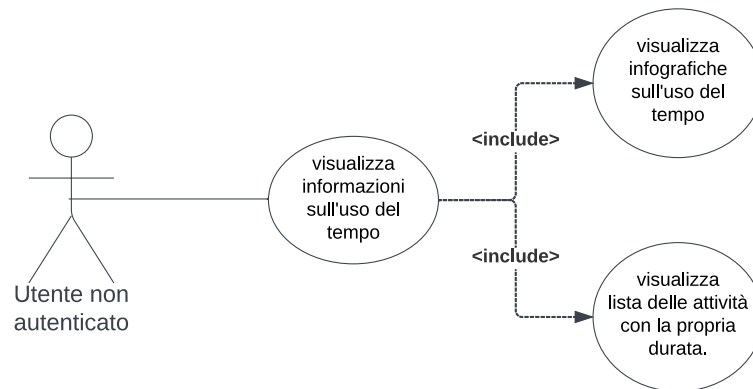 visualizza
infografiche
sull'uso del
tempo
<include>
visualizza
informazioni
sull'uso del
tempo
<include>
Utente non
autenticato
visualizza
lista delle attività
con la propria
durata.